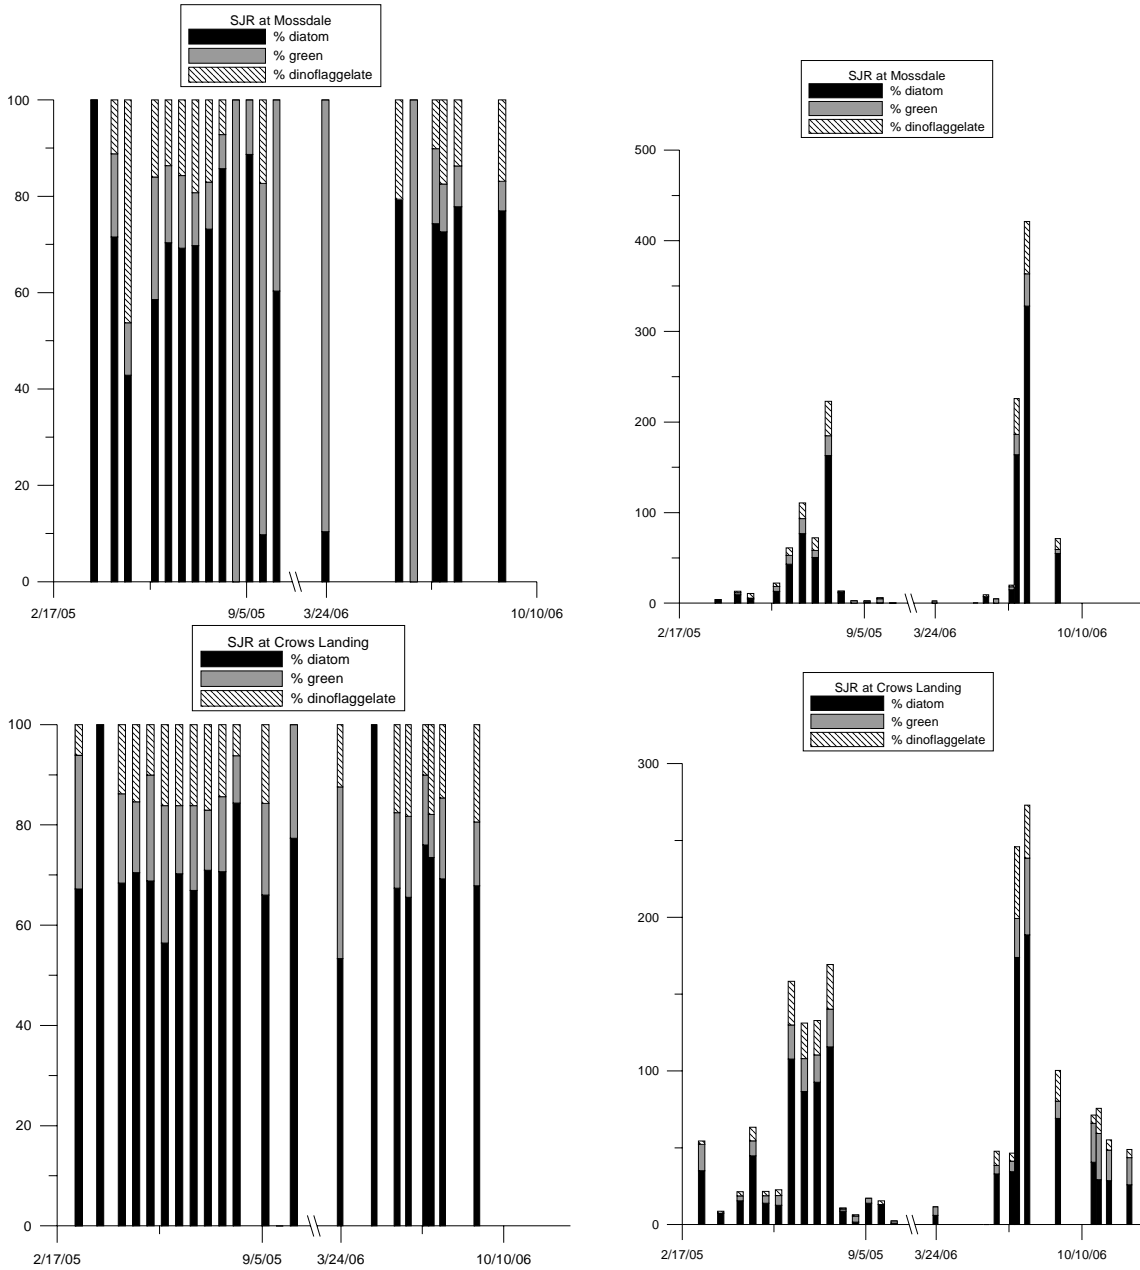 SJR at Mossdale
% diatom
% green
% dinoflaggelate
100
80
60
40
20
0
2/17/05 9/5/05 3/24/06 10/10/06
SJR at Mossdale
% diatom
% green
% dinoflaggelate
500
400
300
200
100
0
2/17/05 9/5/05 3/24/06 10/10/06
SJR at Crows Landing
% diatom
% green
% dinoflaggelate
100
80
60
40
20
0
2/17/05 9/5/05 3/24/06 10/10/06
SJR at Crows Landing
% diatom
% green
% dinoflaggelate
300
200
100
0
2/17/05 9/5/05 3/24/06 10/10/06